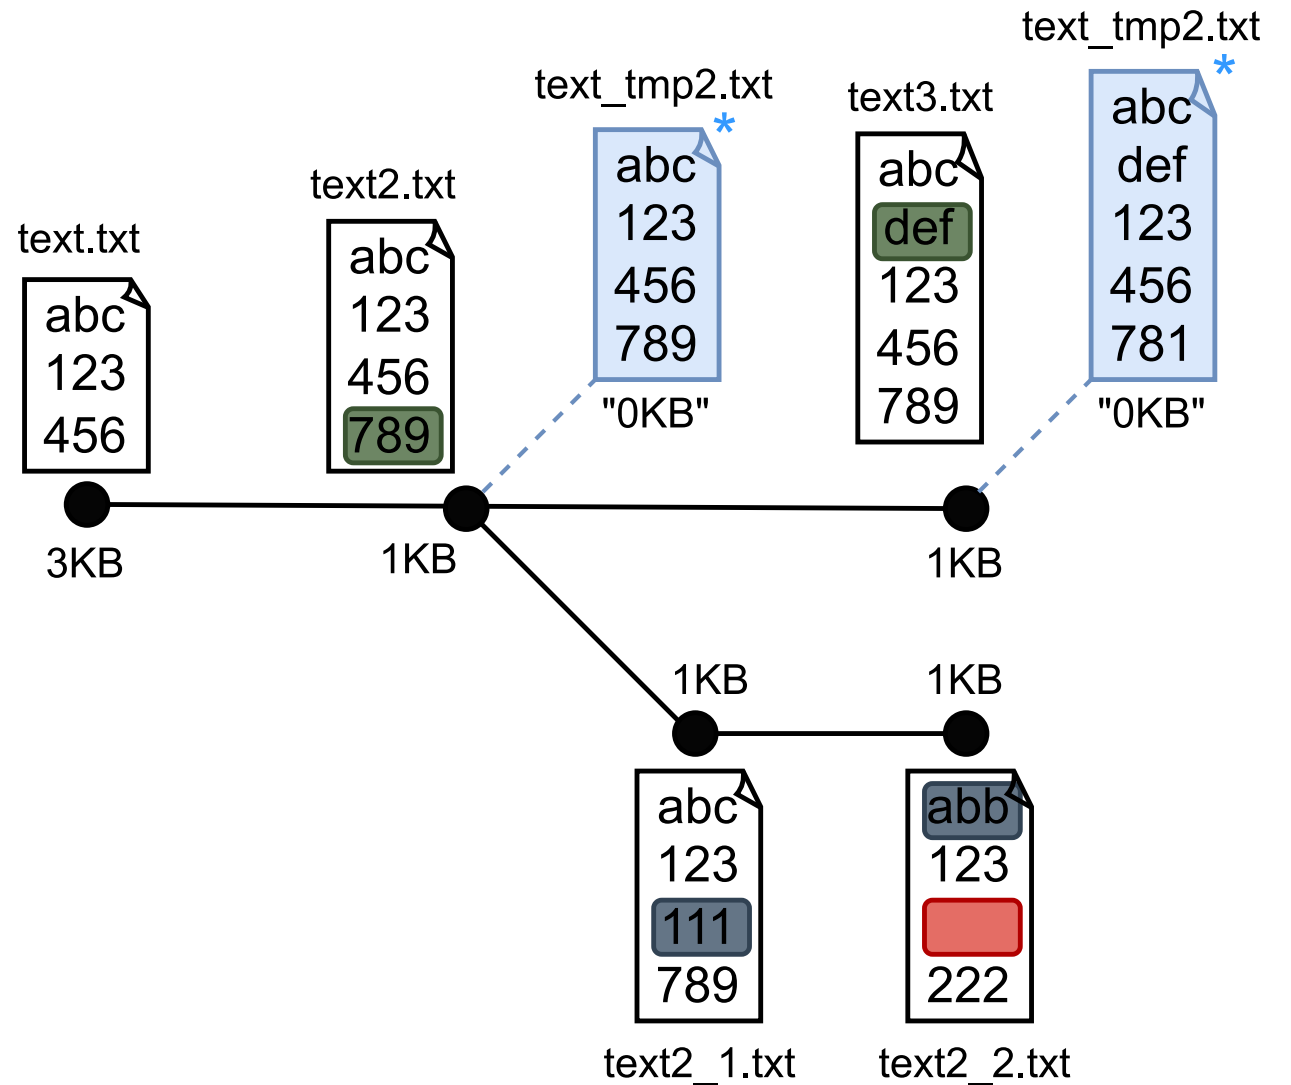 text.txt
abc
123
456
3KB
text2.txt
abc
123
456
789
1KB
text_tmp2.txt
*
abc
123
456
789
"0KB"
text3.txt
abc
def
123
456
789
1KB
text_tmp2.txt
*
abc
def
123
456
781
"0KB"
1KB
abc
123
111
789
text2_1.txt
1KB
abb
123
222
text2_2.txt